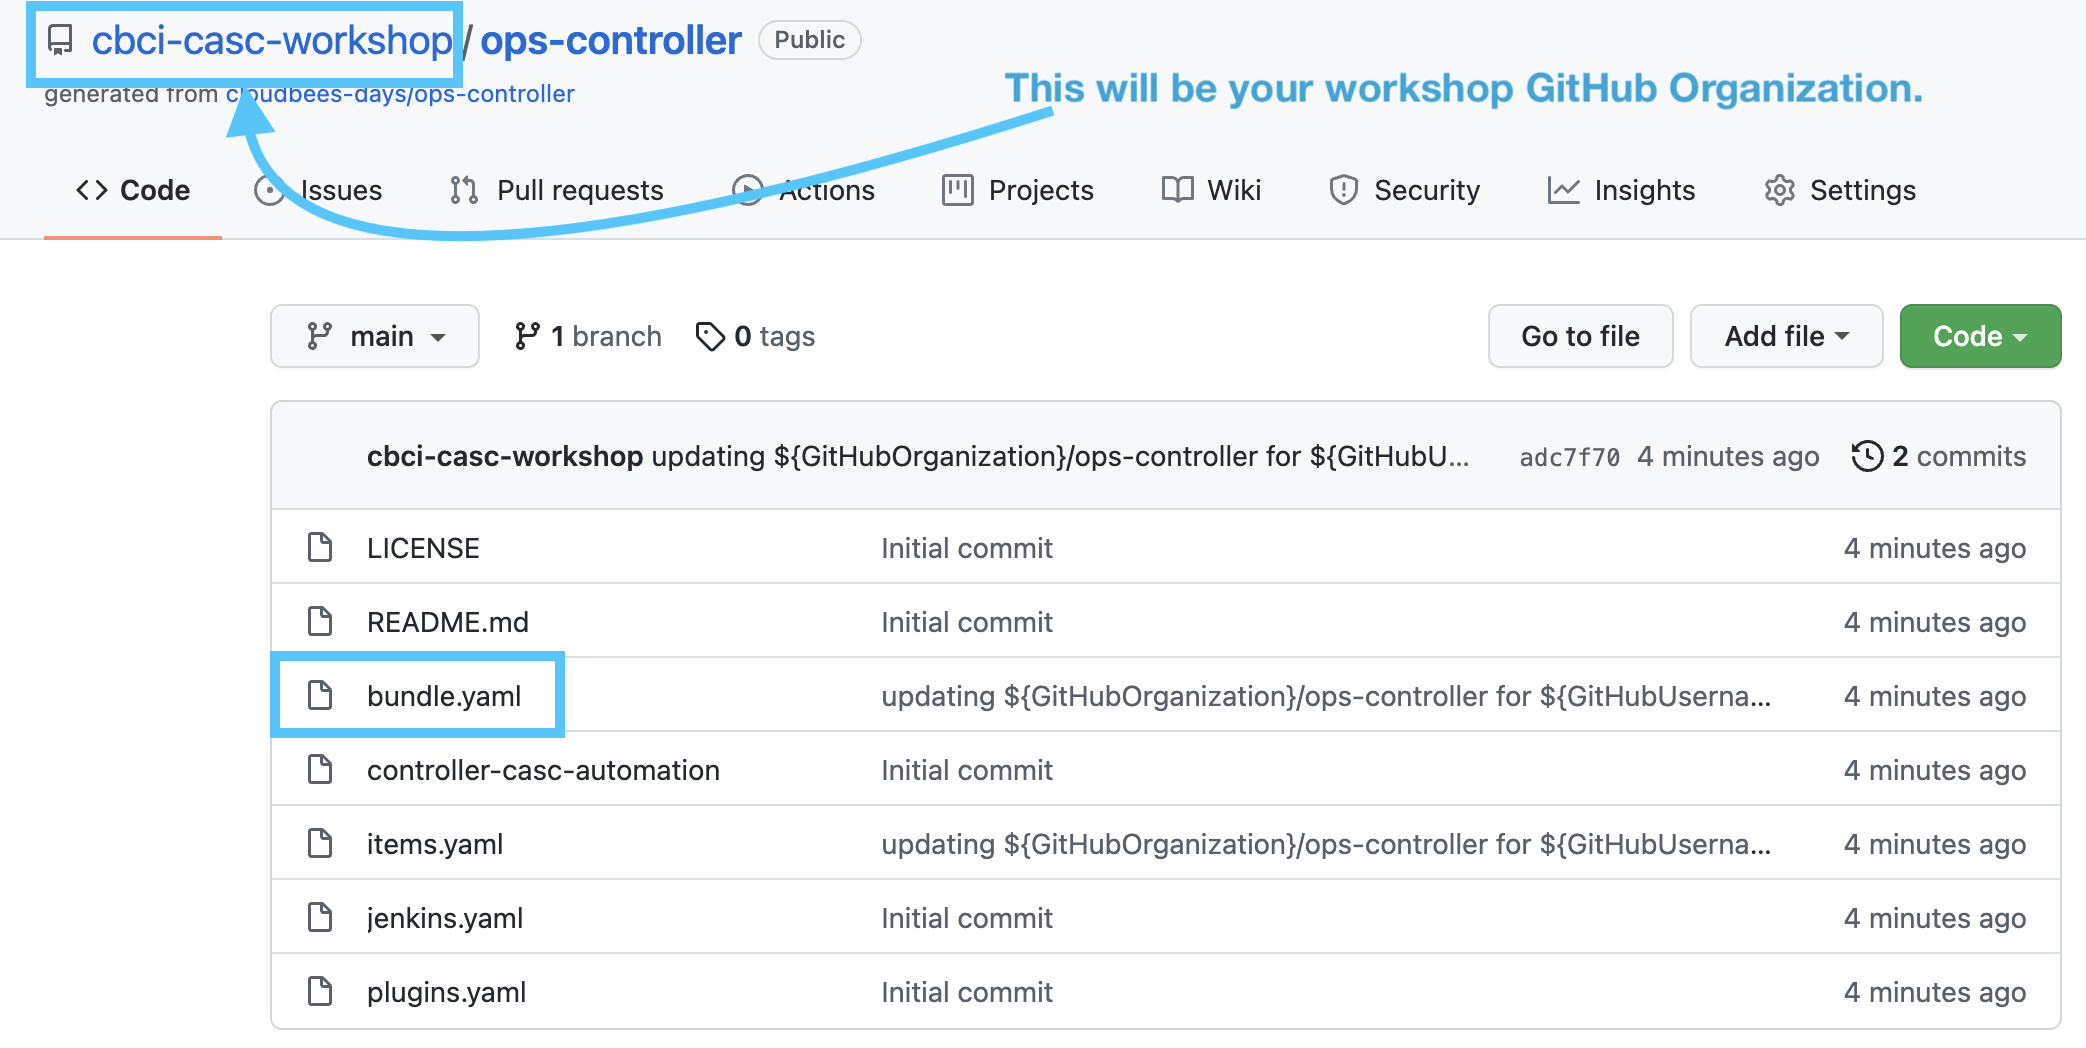 cbci-casc-workshop / ops-controller Public
generated from cloudbees-days/ops-controller
This will be your workshop GitHub Organization.
Code Issues Pull requests Actions Projects Wiki Security Insights Settings
main 1 branch 0 tags Go to file Add file Code
cbci-casc-workshop updating ${GitHubOrganization}/ops-controller for ${GitHubU... adc7f70 4 minutes ago 2 commits
LICENSE Initial commit 4 minutes ago
README.md Initial commit 4 minutes ago
bundle.yaml updating ${GitHubOrganization}/ops-controller for ${GitHubUserna... 4 minutes ago
controller-casc-automation Initial commit 4 minutes ago
items.yaml updating ${GitHubOrganization}/ops-controller for ${GitHubUserna... 4 minutes ago
jenkins.yaml Initial commit 4 minutes ago
plugins.yaml Initial commit 4 minutes ago